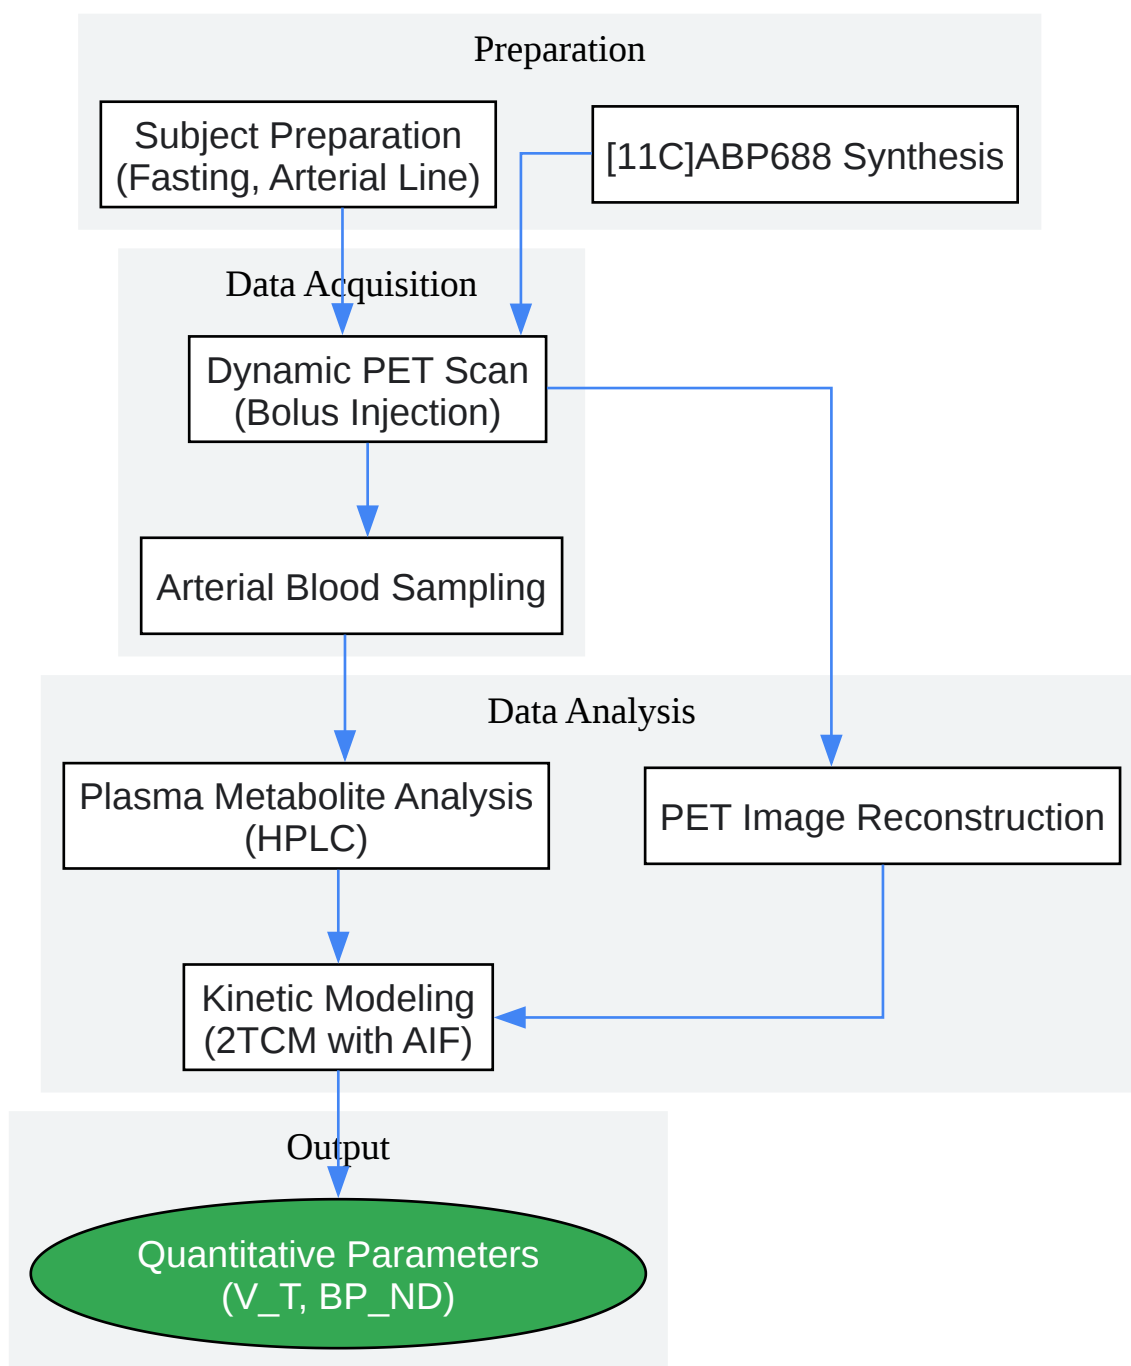 Preparation
Subject Preparation
(Fasting, Arterial Line)
[11C]ABP688 Synthesis
Data Acquisition
Dynamic PET Scan
(Bolus Injection)
Arterial Blood Sampling
Data Analysis
Plasma Metabolite Analysis
(HPLC)
PET Image Reconstruction
Kinetic Modeling
(2TCM with AIF)
Output
Quantitative Parameters
(V_T, BP_ND)